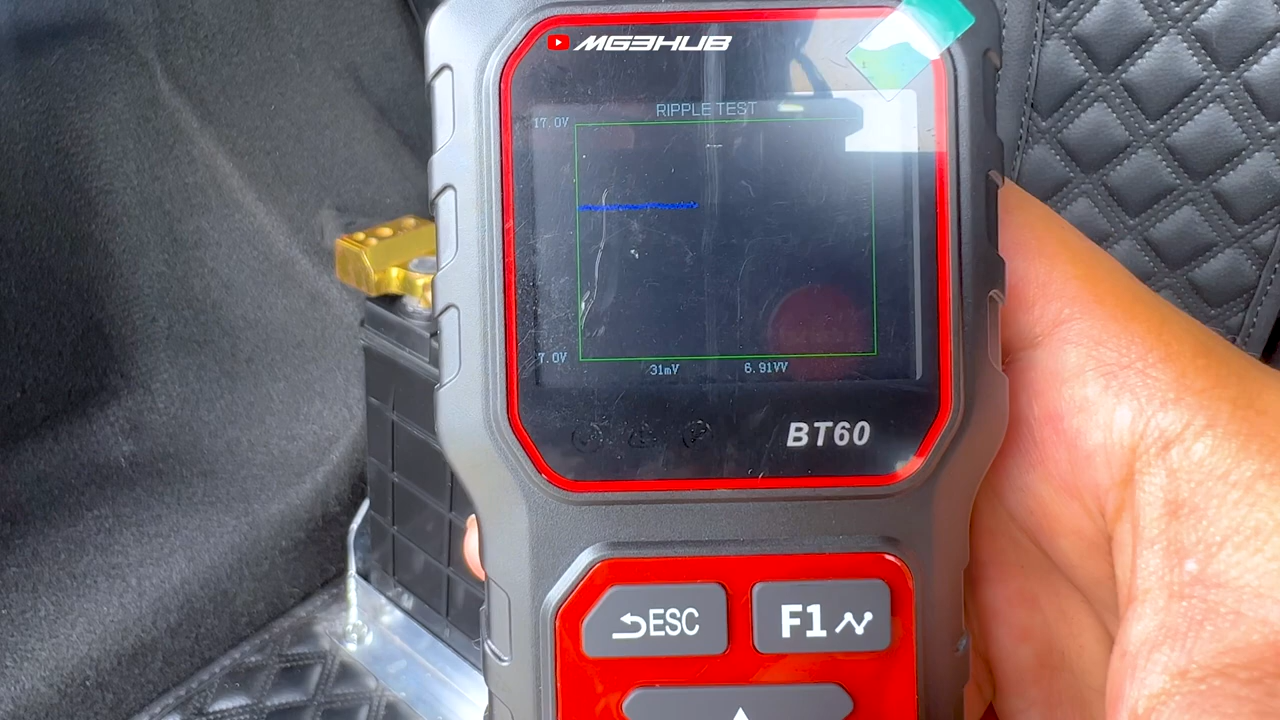 MG3HUB
RIPPLE TEST
17.0V
7.0V
31mV 6.91VV
BT60
ESC
F1